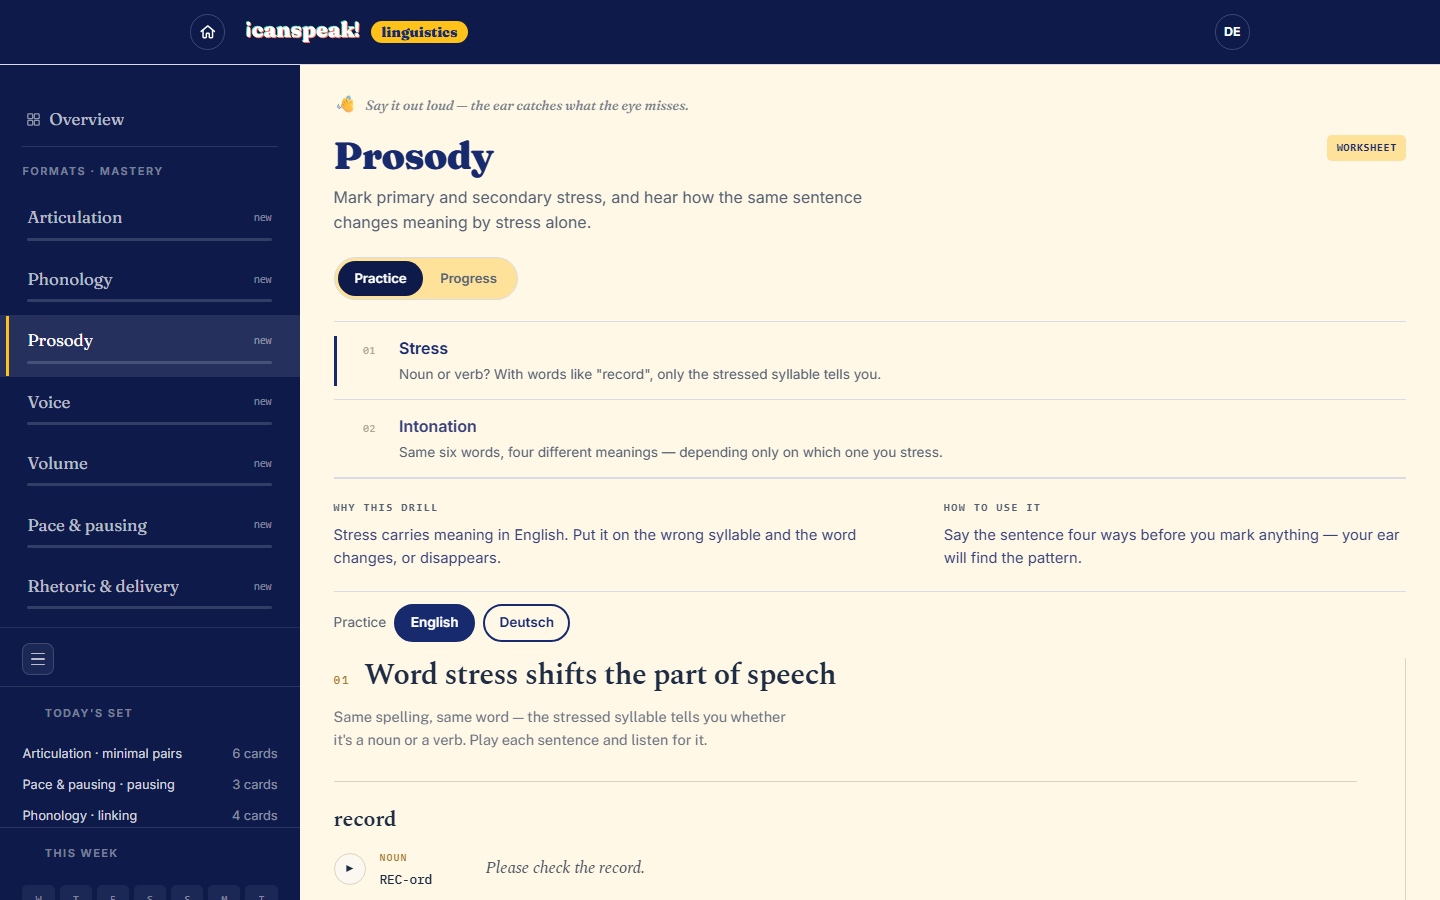 icanspeak! linguistics
DE
Overview
FORMATS · MASTERY
Articulation new
Phonology new
Prosody new
Voice new
Volume new
Pace & pausing new
Rhetoric & delivery new
TODAY'S SET
Articulation · minimal pairs 6 cards
Pace & pausing · pausing 3 cards
Phonology · linking 4 cards
THIS WEEK
W T F S S M T
Say it out loud — the ear catches what the eye misses.
Prosody
WORKSHEET
Mark primary and secondary stress, and hear how the same sentence
changes meaning by stress alone.
Practice Progress
01 Stress
Noun or verb? With words like "record", only the stressed syllable tells you.
02 Intonation
Same six words, four different meanings — depending only on which one you stress.
WHY THIS DRILL
Stress carries meaning in English. Put it on the wrong syllable and the word
changes, or disappears.
HOW TO USE IT
Say the sentence four ways before you mark anything — your ear
will find the pattern.
Practice English Deutsch
01 Word stress shifts the part of speech
Same spelling, same word — the stressed syllable tells you whether
it's a noun or a verb. Play each sentence and listen for it.
record
NOUN
REC-ord
Please check the record.